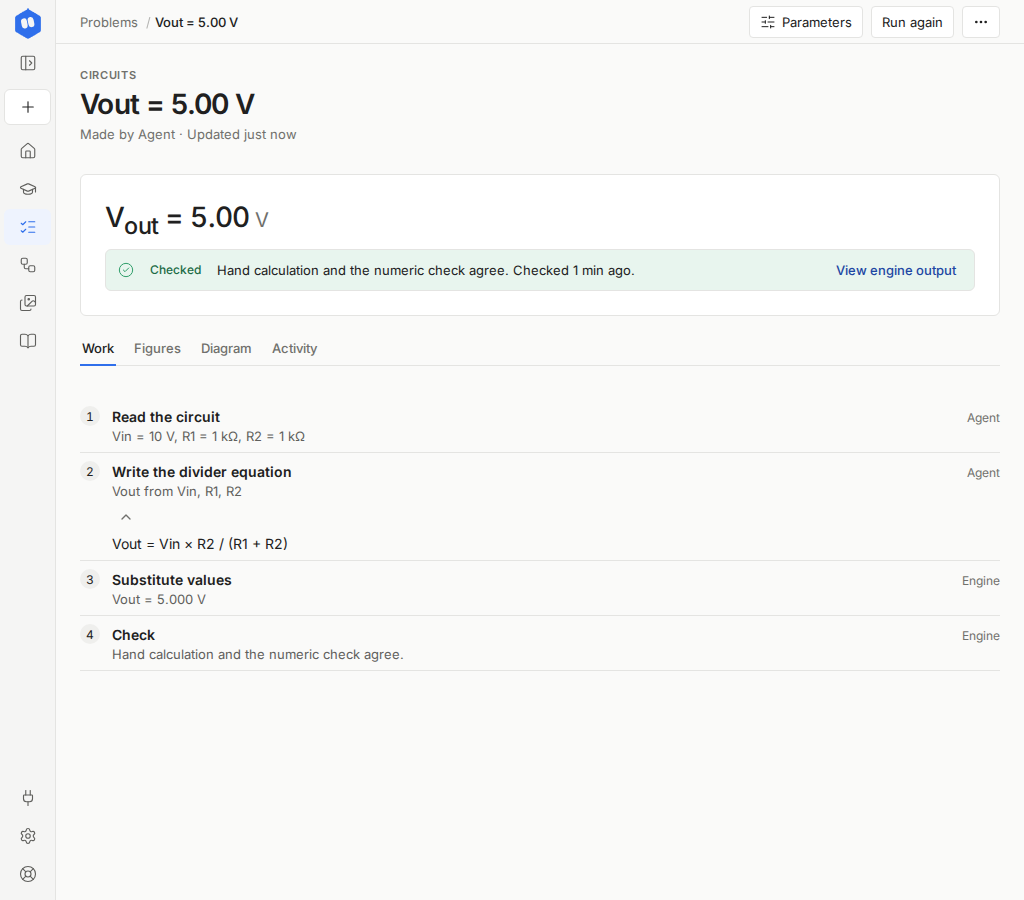 Problems / Vout = 5.00 V
Parameters
Run again
CIRCUITS
Vout = 5.00 V
Made by Agent · Updated just now
Vout = 5.00 V
Checked Hand calculation and the numeric check agree. Checked 1 min ago. View engine output
Work Figures Diagram Activity
1 Read the circuit Agent
Vin = 10 V, R1 = 1 kΩ, R2 = 1 kΩ
2 Write the divider equation Agent
Vout from Vin, R1, R2
Vout = Vin × R2 / (R1 + R2)
3 Substitute values Engine
Vout = 5.000 V
4 Check Engine
Hand calculation and the numeric check agree.